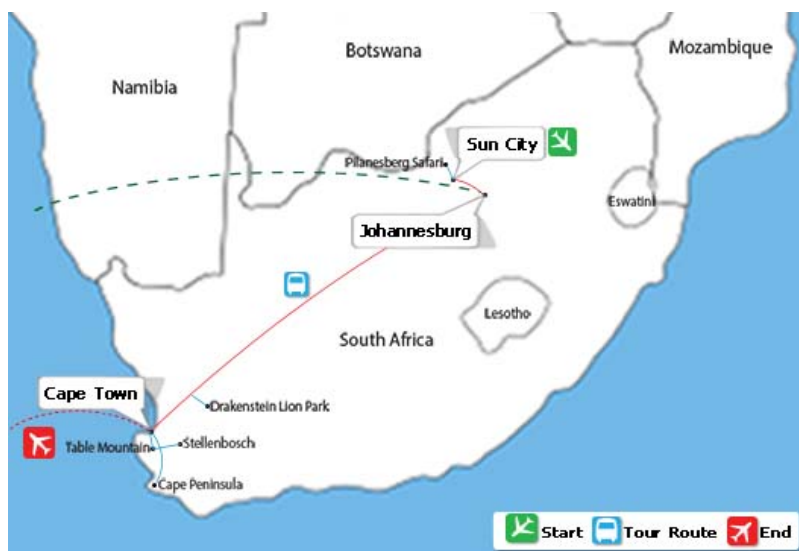 Botswana
Mozambique
Namibia
Sun City
Pilanesberg Safari
Eswatini
Johannesburg
Lesotho
South Africa
Cape Town
Drakenstein Lion Park
Table Mountain
Stellenbosch
Cape Peninsula
Start Tour Route End